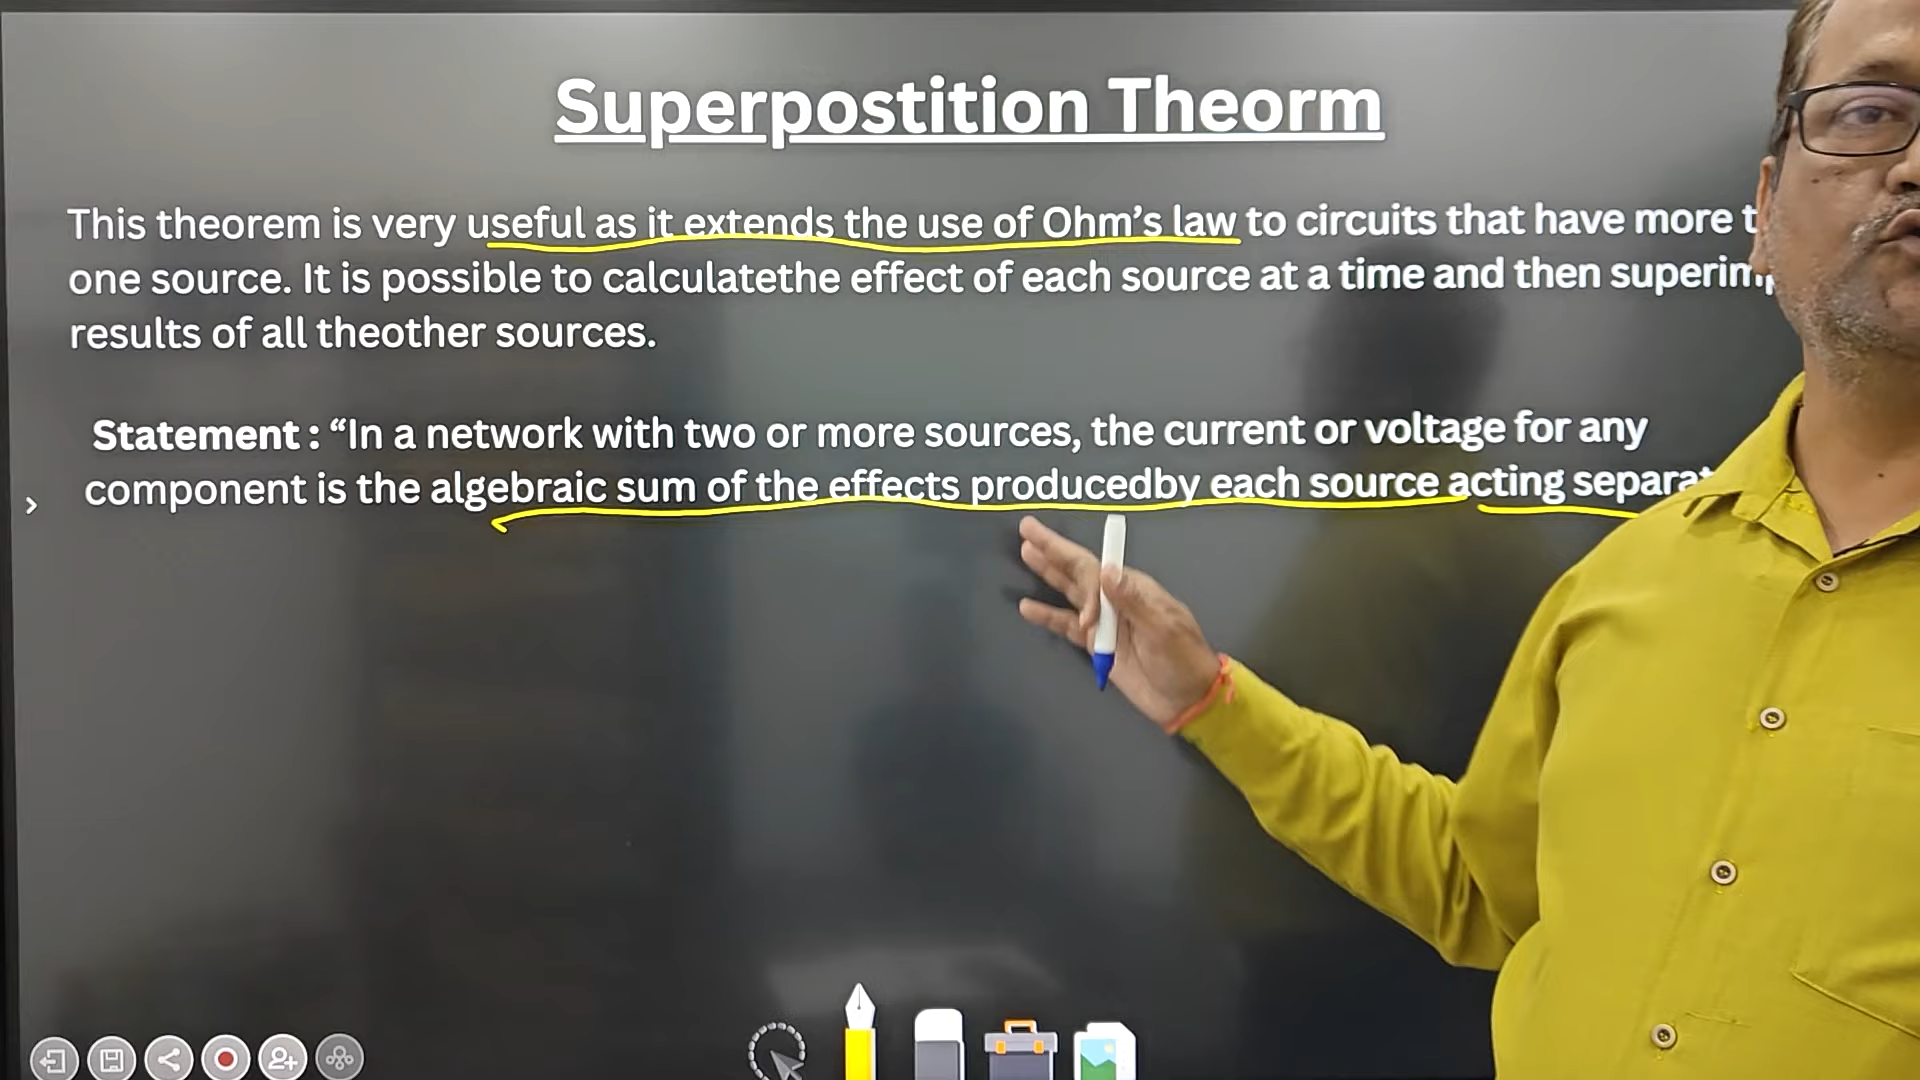 Superpostition Theorm
This theorem is very useful as it extends the use of Ohm's law to circuits that have more
one source. It is possible to calculatethe effect of each source at a time and then
results of all theother sources.
Statement : “In a network with two or more sources, the current or voltage for any
component is the algebraic sum of the effects producedby each source acting